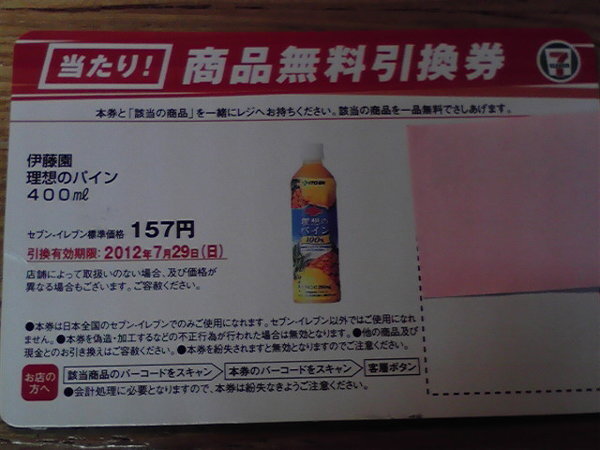 当たり！ 商品無料引換券
本券と「該当の商品」を一緒にレジへお持ちください。該当の商品を一品無料でさしあげます。
伊藤園
理想のパイン
400㎖
セブン-イレブン標準価格 157円
引換有効期限：2012年7月29日(日)
店舗によって取扱いのない場合、及び価格が
異なる場合もございます。ご容赦ください。
ITO EN
理想の
パイン
100%
●本券は日本全国のセブン-イレブンでのみご使用になれます。セブン-イレブン以外ではご使用になれ
ません。●本券を偽造・加工するなどの不正行為が行われた場合は無効となります。●他の商品及び
現金とのお引き換えはご容赦ください。●本券を紛失されますと無効となりますのでご注意ください。
お店の
方へ
該当商品のバーコードをスキャン 本券のバーコードをスキャン 客層ボタン
●会計処理に必要となりますので、本券は紛失なきようご注意ください。